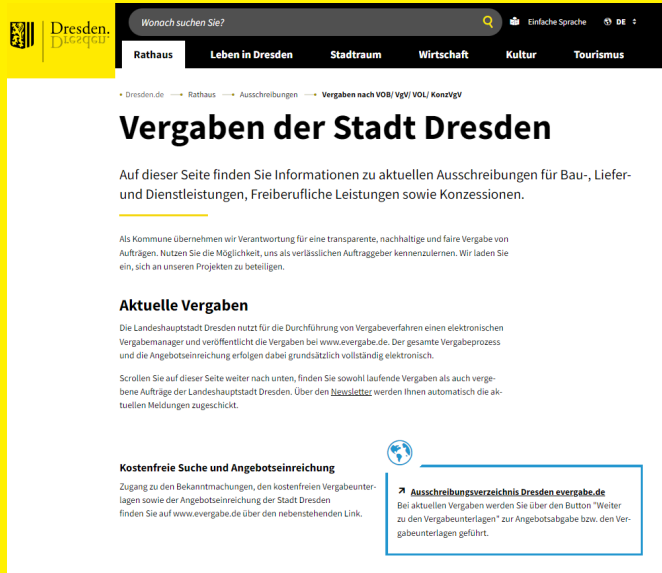 Dresden.
Wonach suchen Sie?
Einfache Sprache
DE
Rathaus
Leben in Dresden
Stadtraum
Wirtschaft
Kultur
Tourismus
• Dresden.de → Rathaus → Ausschreibungen → Vergaben nach VOB/ VgV/ VOL/ KonzVgV
Vergaben der Stadt Dresden
Auf dieser Seite finden Sie Informationen zu aktuellen Ausschreibungen für Bau-, Liefer-
und Dienstleistungen, Freiberufliche Leistungen sowie Konzessionen.
Als Kommune übernehmen wir Verantwortung für eine transparente, nachhaltige und faire Vergabe von
Aufträgen. Nutzen Sie die Möglichkeit, uns als verlässlichen Auftraggeber kennenzulernen. Wir laden Sie
ein, sich an unseren Projekten zu beteiligen.
Aktuelle Vergaben
Die Landeshauptstadt Dresden nutzt für die Durchführung von Vergabeverfahren einen elektronischen
Vergabemanager und veröffentlicht die Vergaben bei www.evergabe.de. Der gesamte Vergabeprozess
und die Angebotseinreichung erfolgen dabei grundsätzlich vollständig elektronisch.
Scrollen Sie auf dieser Seite weiter nach unten, finden Sie sowohl laufende Vergaben als auch verge-
bene Aufträge der Landeshauptstadt Dresden. Über den Newsletter werden Ihnen automatisch die ak-
tuellen Meldungen zugeschickt.
Kostenfreie Suche und Angebotseinreichung
Zugang zu den Bekanntmachungen, den kostenfreien Vergabeunter-
lagen sowie der Angebotseinreichung der Stadt Dresden
finden Sie auf www.evergabe.de über den nebenstehenden Link.
Ausschreibungsverzeichnis Dresden evergabe.de
Bei aktuellen Vergaben werden Sie über den Button "Weiter
zu den Vergabeunterlagen" zur Angebotsabgabe bzw. den Ver-
gabeunterlagen geführt.